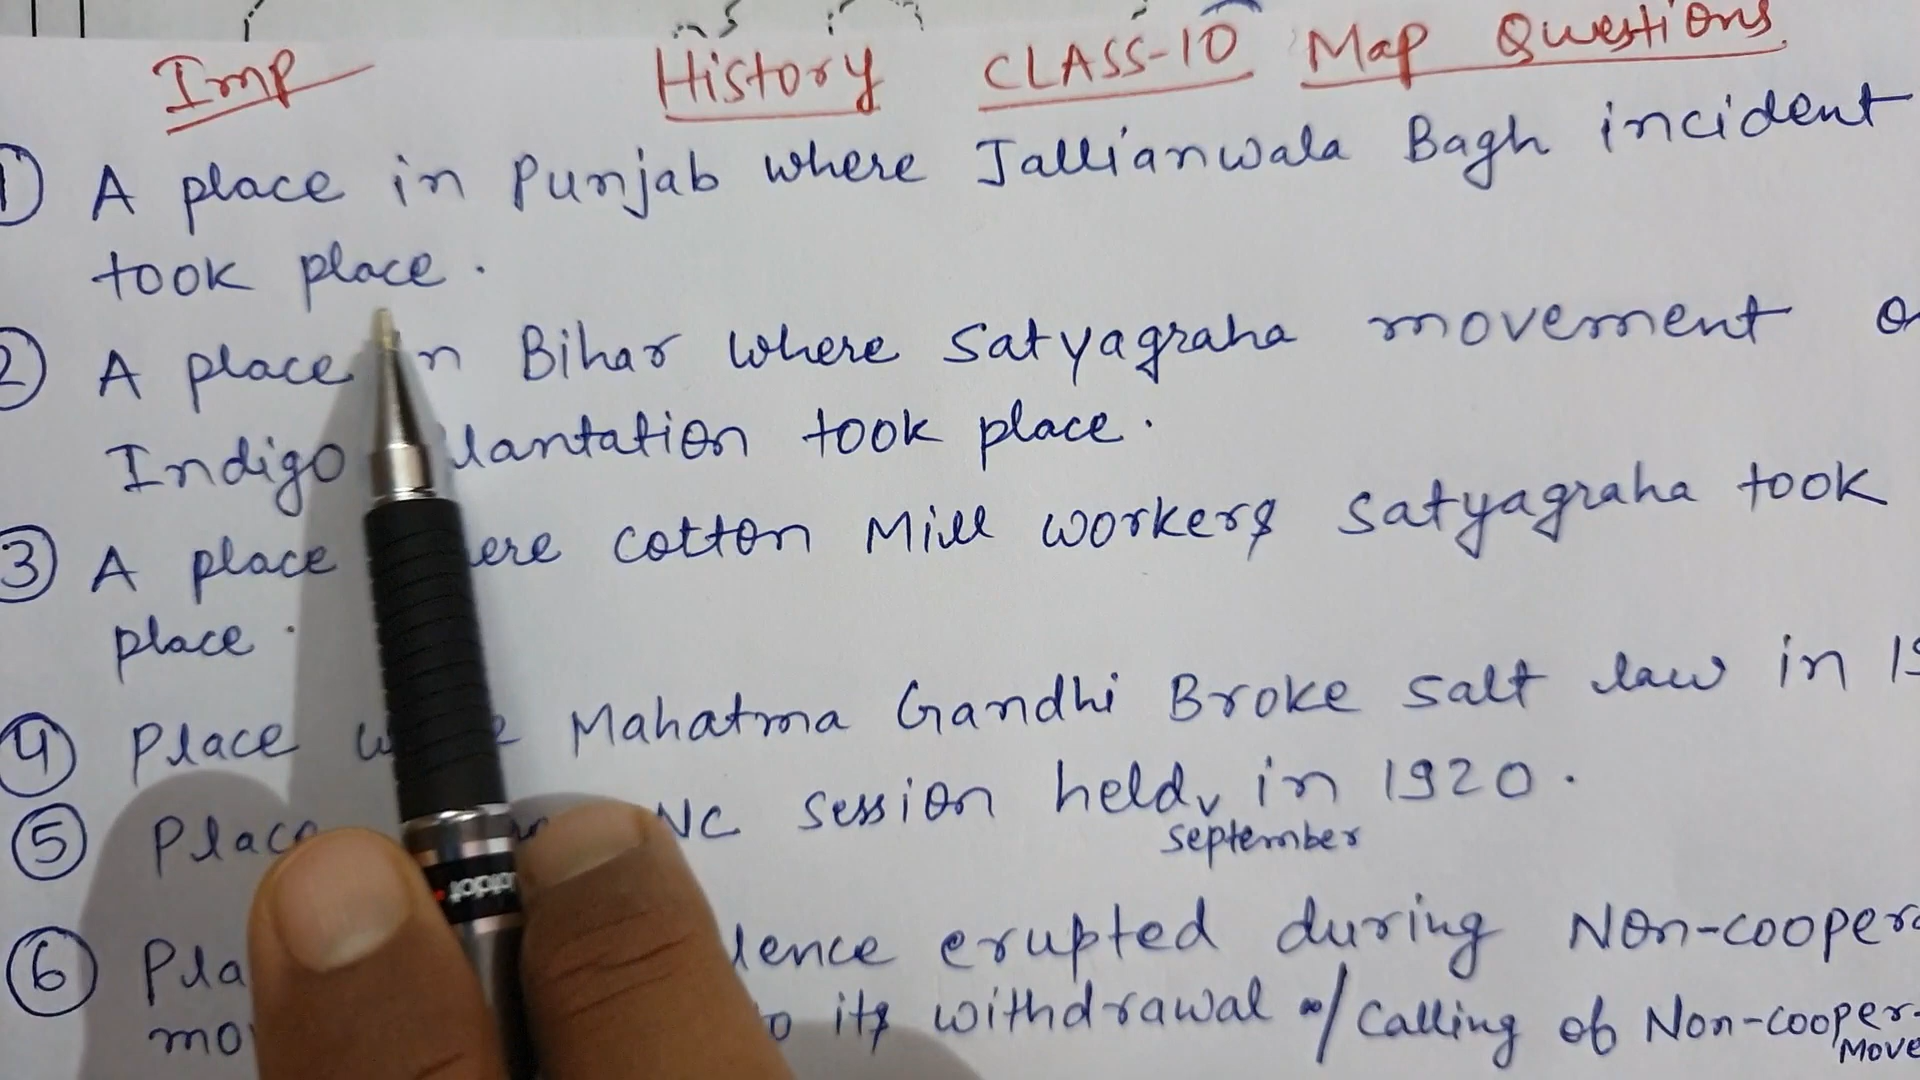 Imp History CLASS-10 Map Questions
1 A place in Punjab where Jallianwala Bagh incident
took place.
2 A place in Bihar where Satyagraha movement
Indigo lantation took place.
3 A place ere cotton Mill workers Satyagraha took
place.
4 Place Mahatma Gandhi Broke Salt law in 19
5 Place NC Session held in 1920.
September
6 Pla lence erupted during Non-cooper
mo its withdrawal / Calling of Non-cooper-
Move